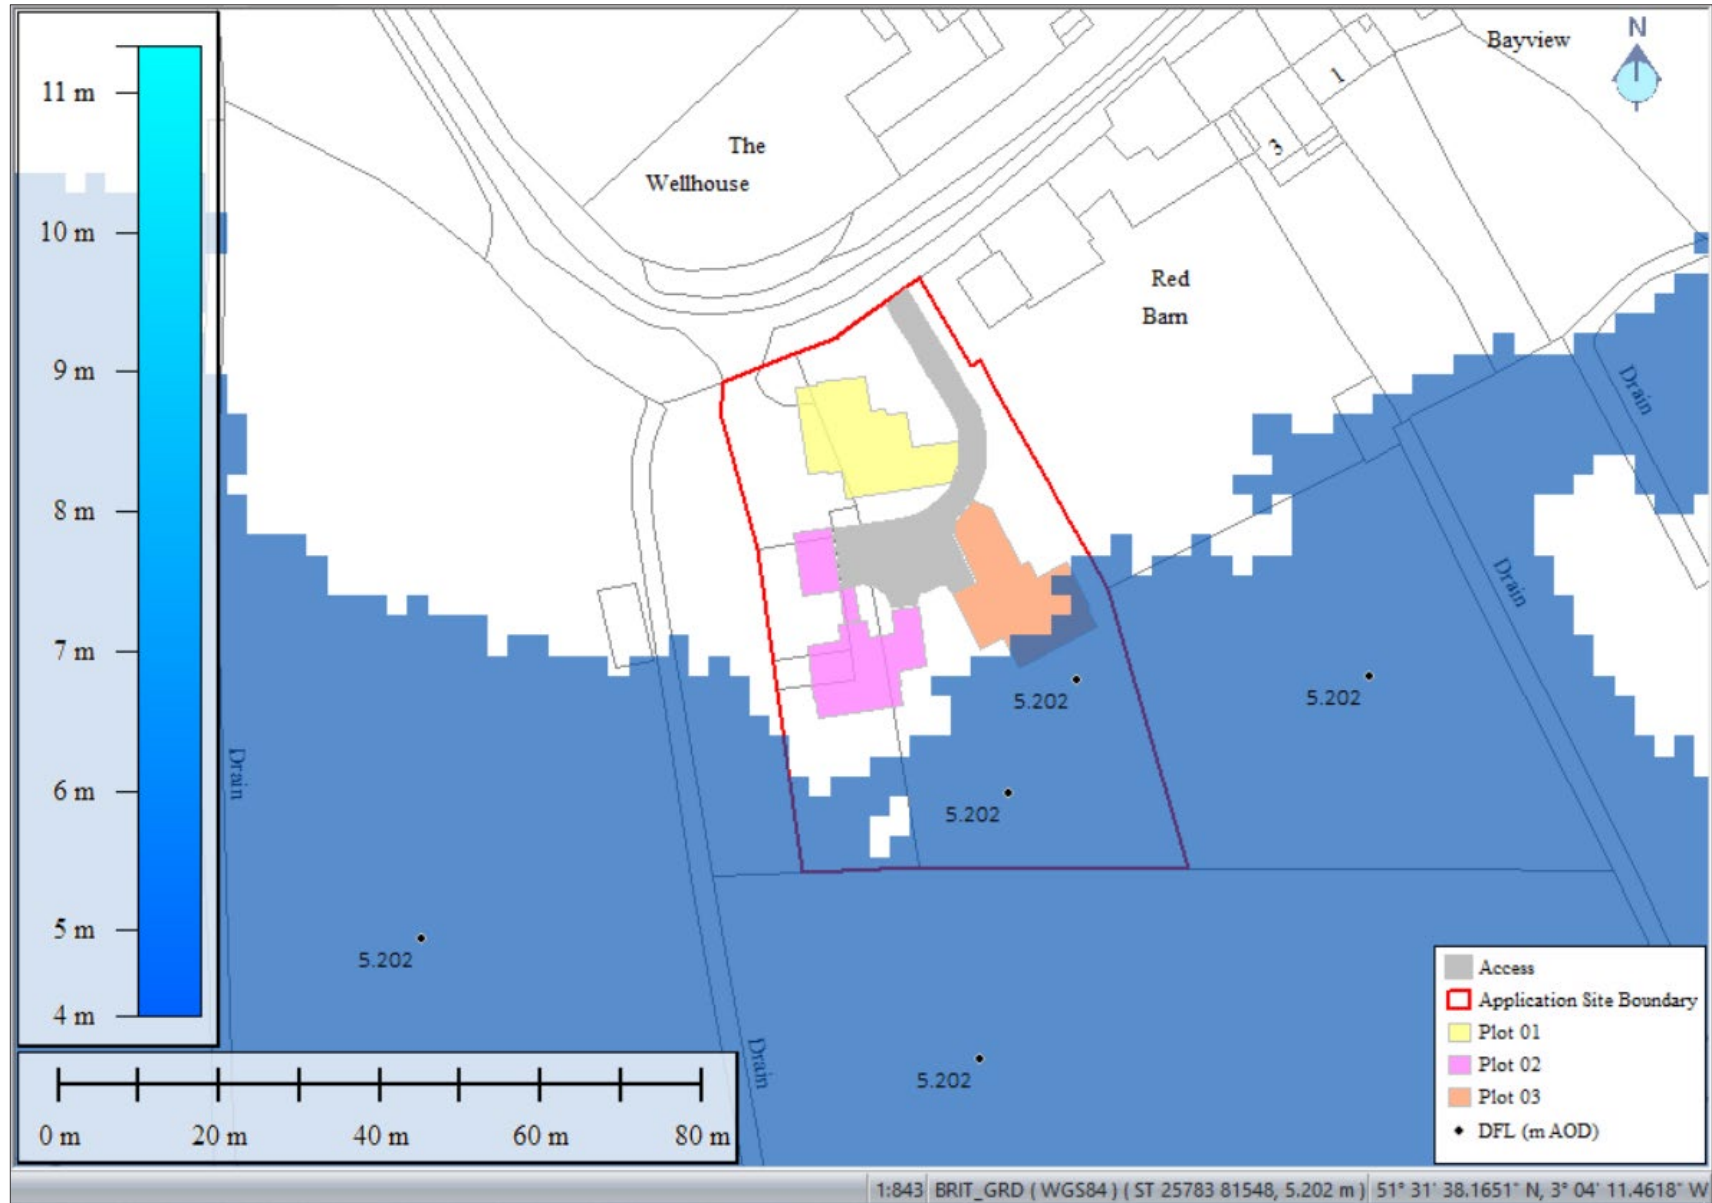 11 m
10 m
9 m
8 m
7 m
6 m
5 m
4 m
The
Wellhouse
Red
Barn
1
3
Bayview
N
Drain
Drain
Drain
Drain
5.202
5.202
5.202
5.202
5.202
0 m 20 m 40 m 60 m 80 m
Access
Application Site Boundary
Plot 01
Plot 02
Plot 03
DFL (m AOD)
1:843 BRIT_GRD ( WGS84 ) ( ST 25783 81548, 5.202 m ) 51° 31' 38.1651" N, 3° 04' 11.4618" W